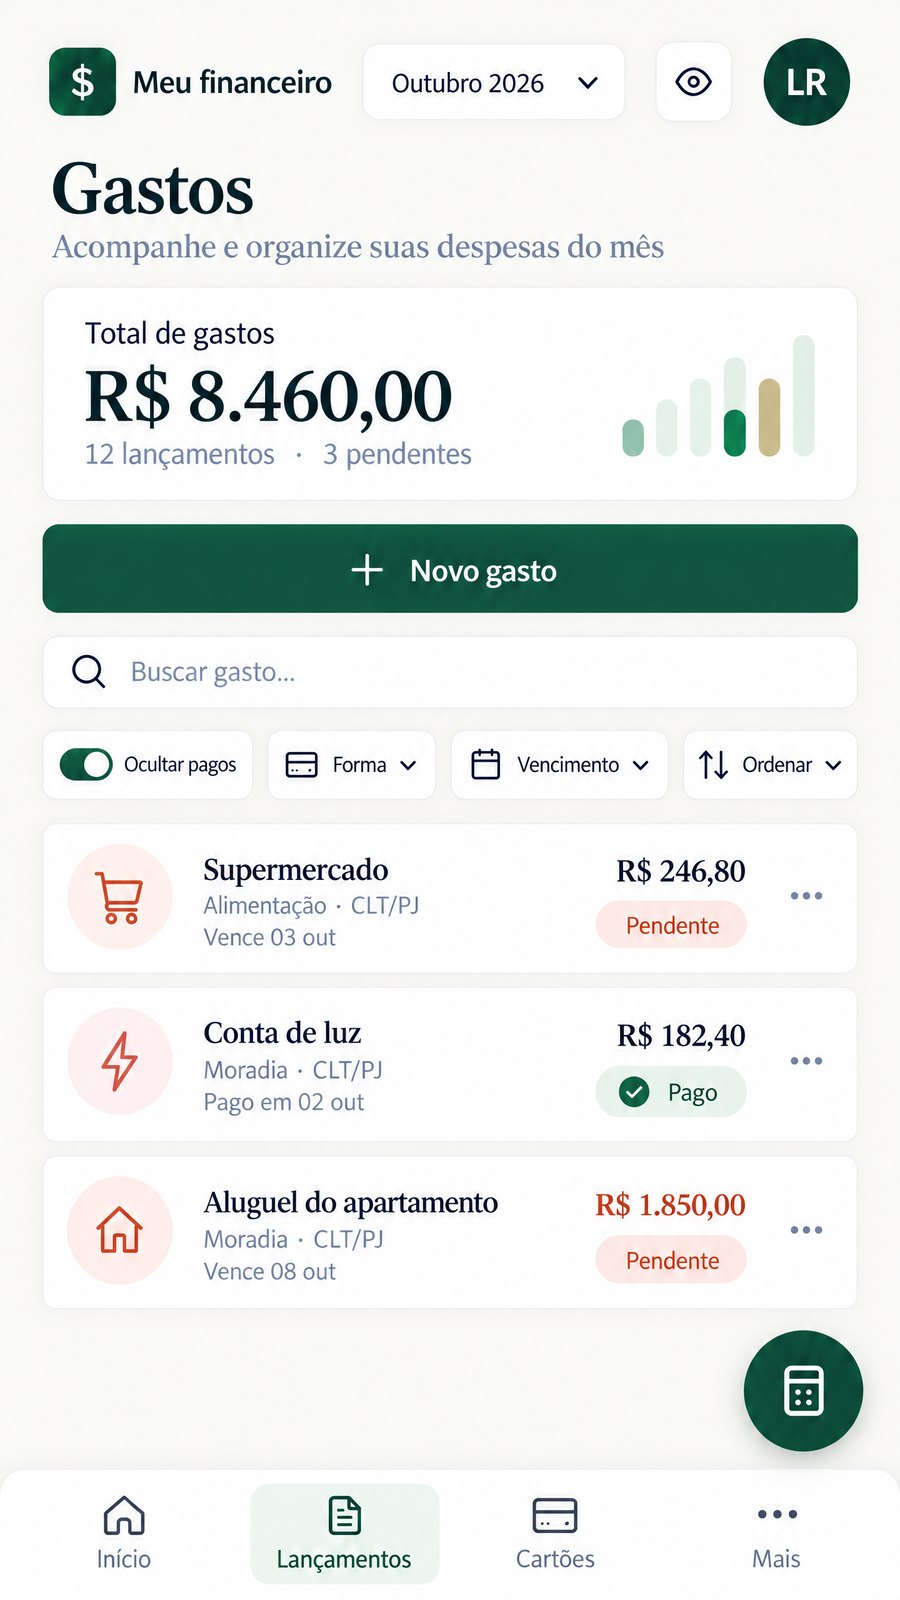 $ Meu financeiro
Outubro 2026
LR
Gastos
Acompanhe e organize suas despesas do mês
Total de gastos
R$ 8.460,00
12 lançamentos · 3 pendentes
+ Novo gasto
Buscar gasto...
Ocultar pagos
Forma
Vencimento
Ordenar
Supermercado
Alimentação · CLT/PJ
Vence 03 out
R$ 246,80
Pendente
Conta de luz
Moradia · CLT/PJ
Pago em 02 out
R$ 182,40
Pago
Aluguel do apartamento
Moradia · CLT/PJ
Vence 08 out
R$ 1.850,00
Pendente
Início
Lançamentos
Cartões
Mais